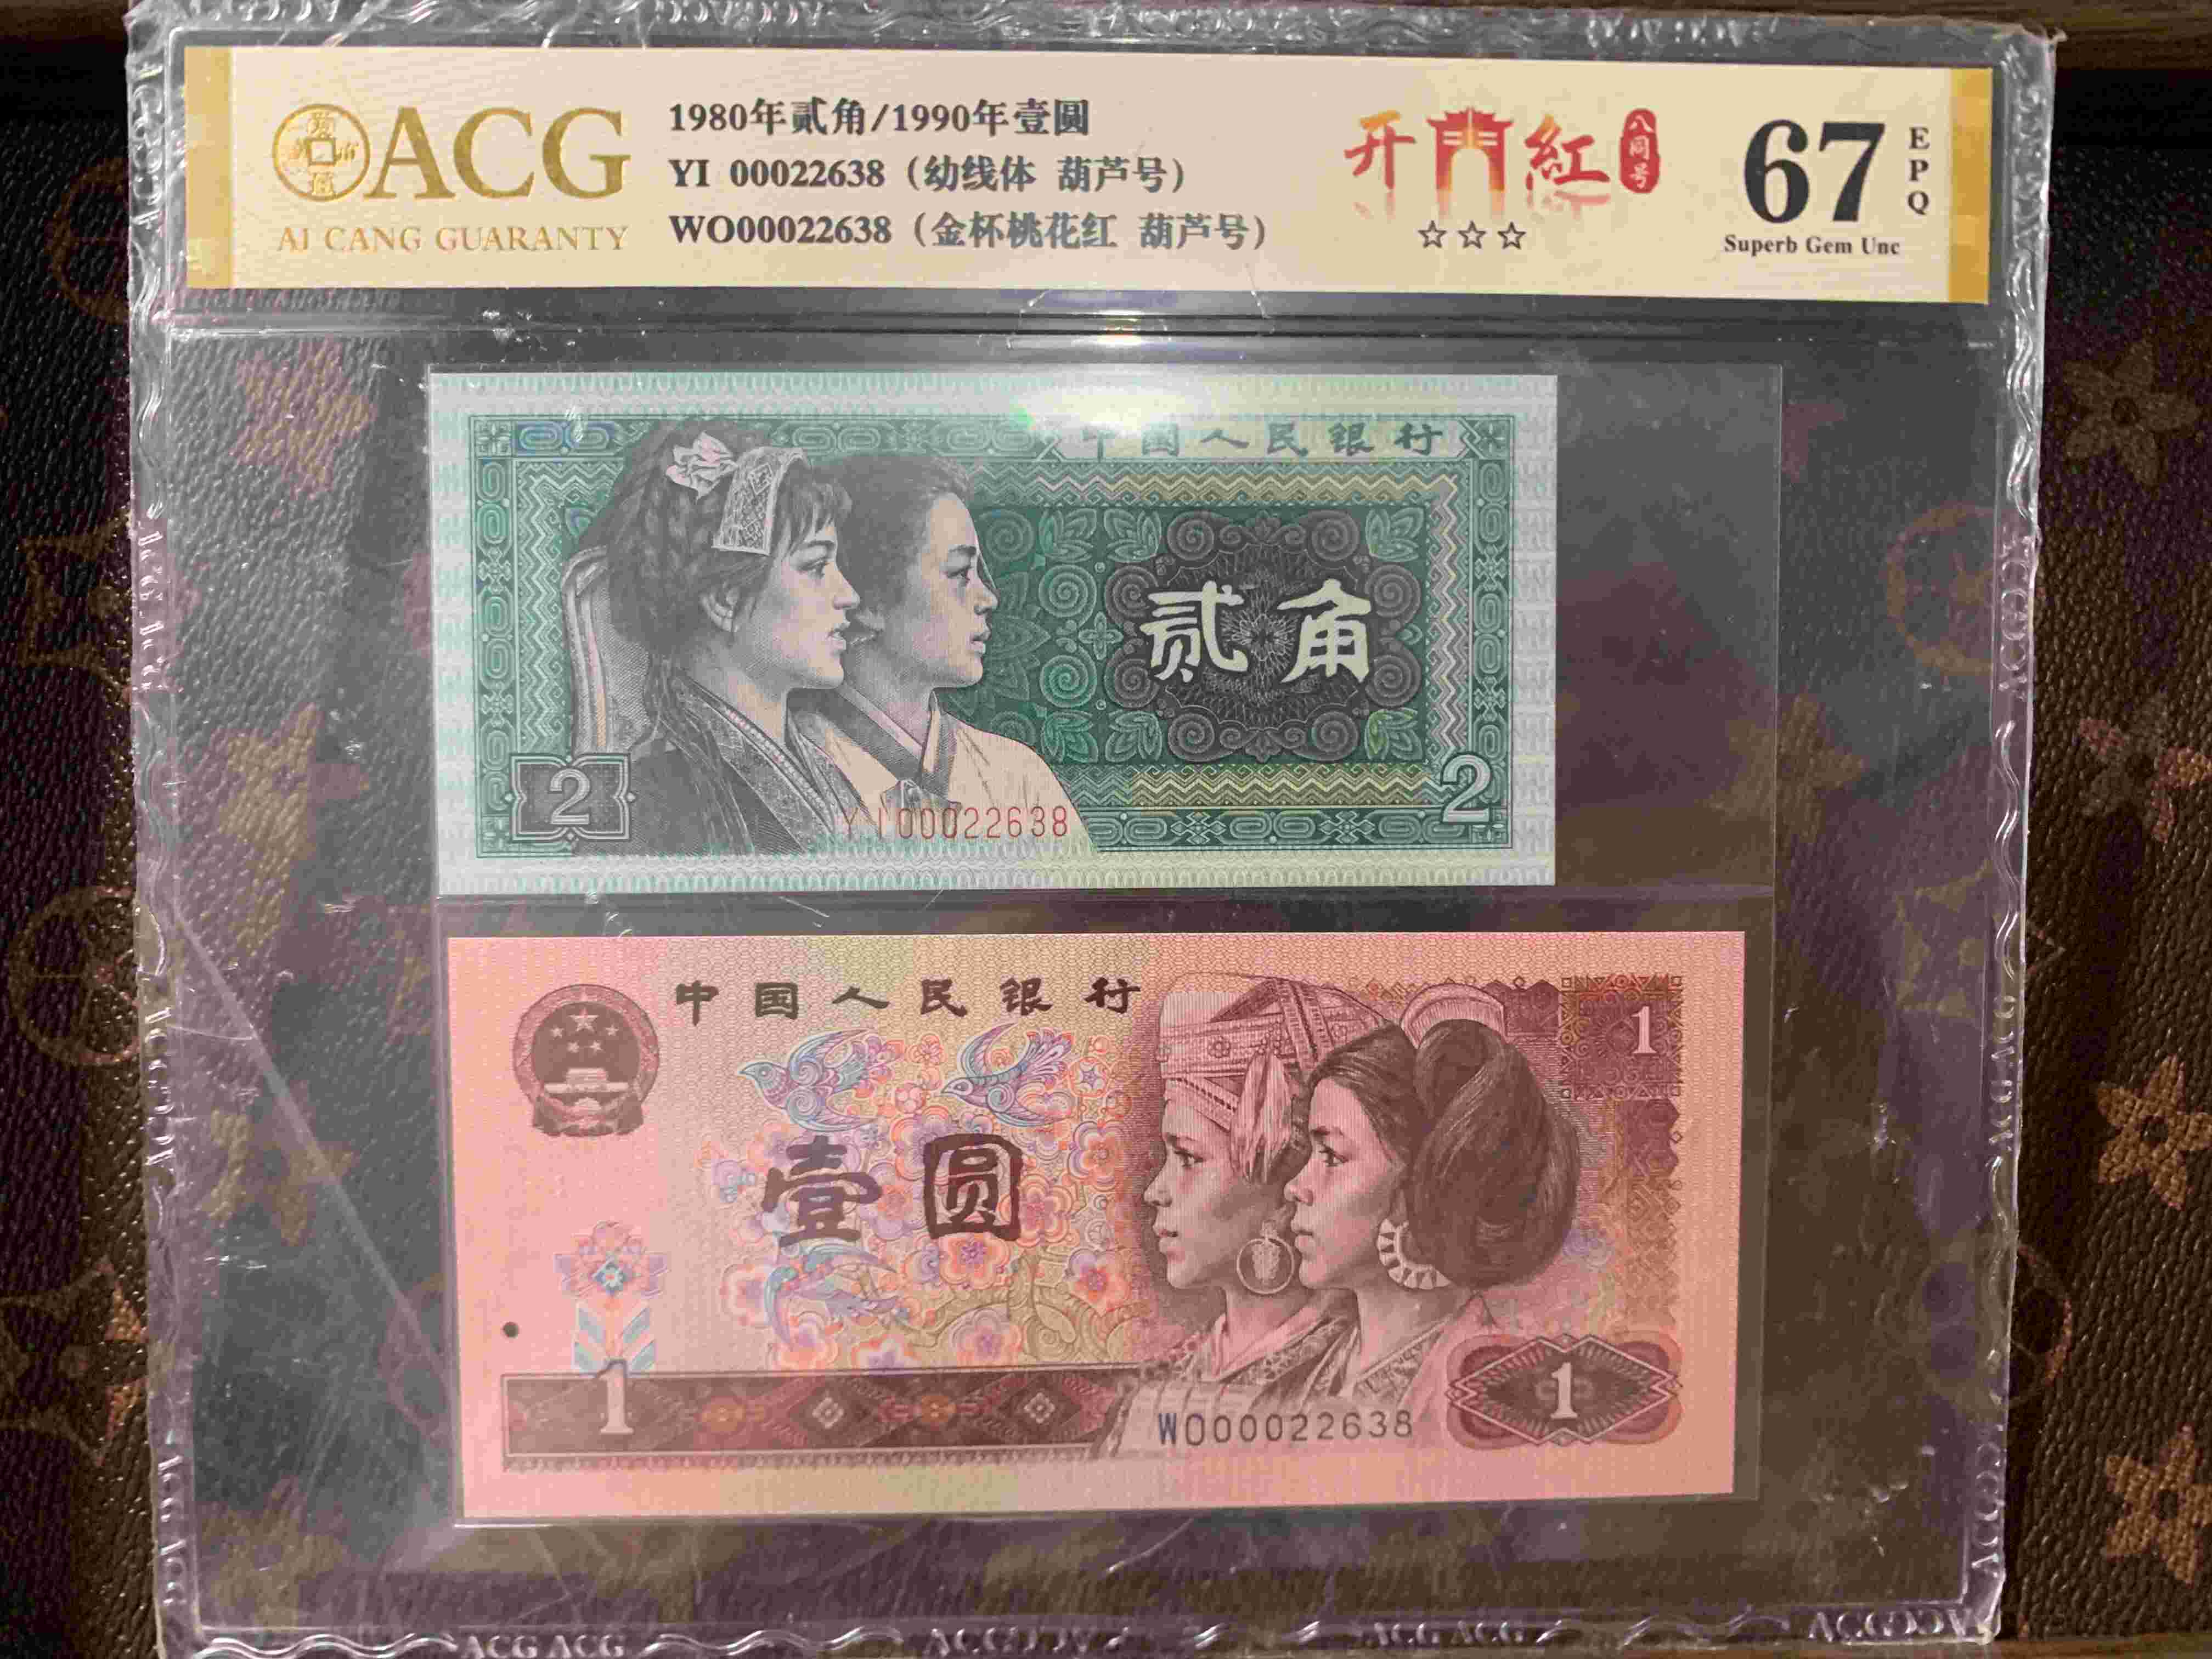 ACG
AI CANG GUARANTY
1980年贰角/1990年壹圆
YI 00022638（幼线体 葫芦号）
WO00022638（金杯桃花红 葫芦号）
开門紅
八同号
☆☆☆
67
EPQ
Superb Gem Unc
中国人民银行
贰角
2
2
YI00022638
中国人民银行
1
壹圆
1
1
WO00022638
ACG ACG